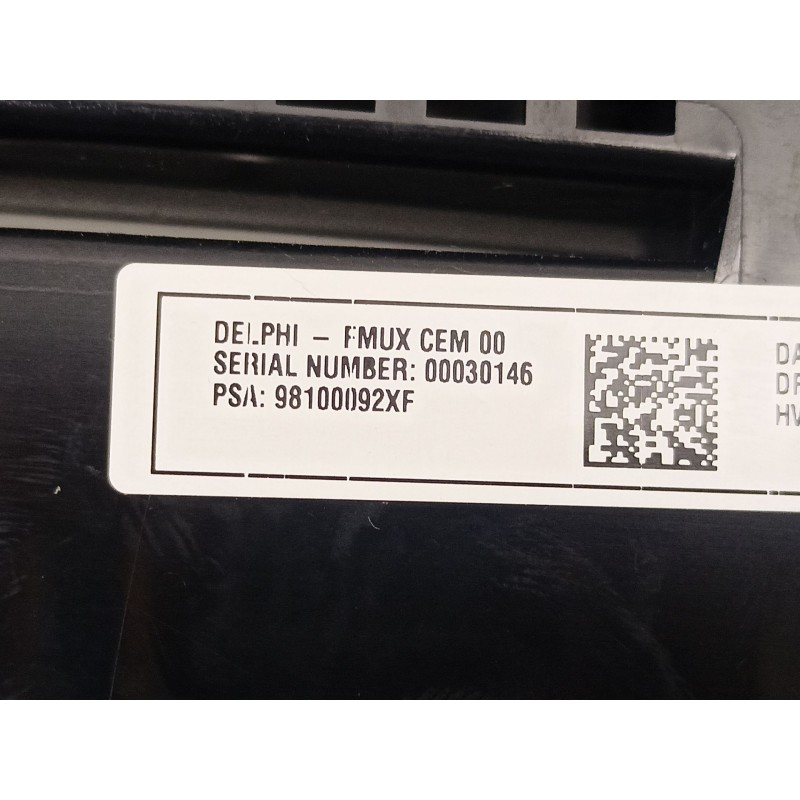 DELPHI - FMUX CEM 00
SERIAL NUMBER: 00030146
PSA: 98100092XF
DA
DF
HV